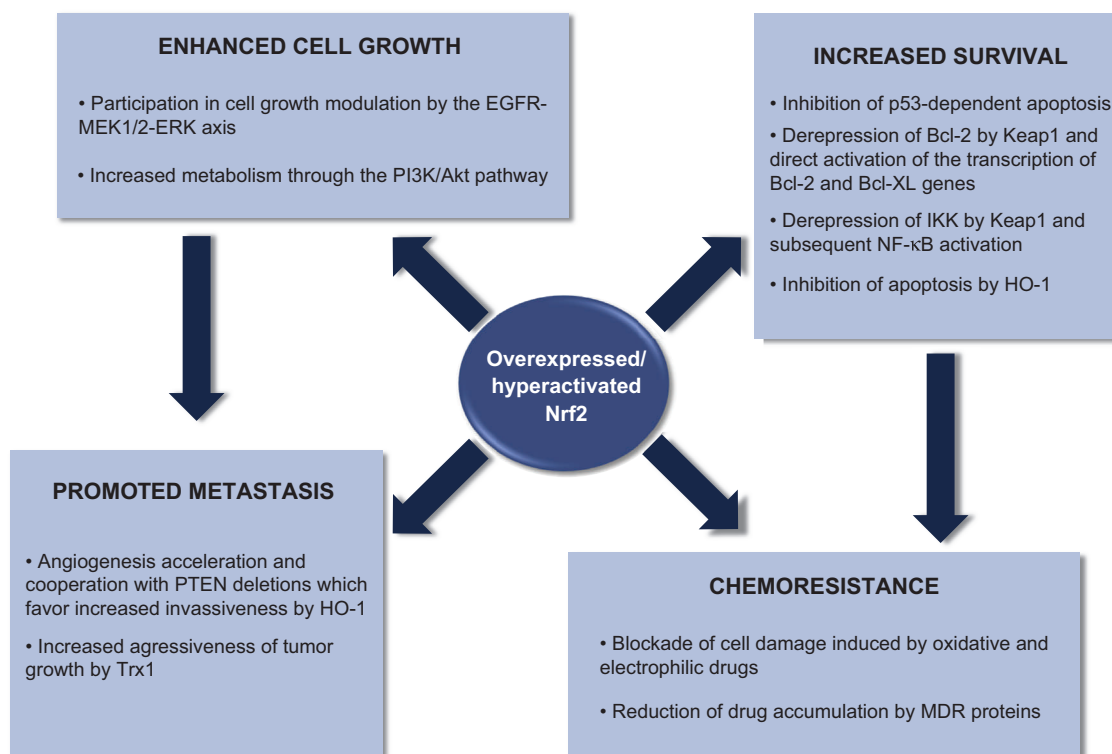 ENHANCED CELL GROWTH
• Participation in cell growth modulation by the EGFR-
MEK1/2-ERK axis
• Increased metabolism through the PI3K/Akt pathway
INCREASED SURVIVAL
• Inhibition of p53-dependent apoptosis
• Derepression of Bcl-2 by Keap1 and
direct activation of the transcription of
Bcl-2 and Bcl-XL genes
• Derepression of IKK by Keap1 and
subsequent NF-κB activation
• Inhibition of apoptosis by HO-1
Overexpressed/
hyperactivated
Nrf2
PROMOTED METASTASIS
• Angiogenesis acceleration and
cooperation with PTEN deletions which
favor increased invassiveness by HO-1
• Increased agressiveness of tumor
growth by Trx1
CHEMORESISTANCE
• Blockade of cell damage induced by oxidative and
electrophilic drugs
• Reduction of drug accumulation by MDR proteins